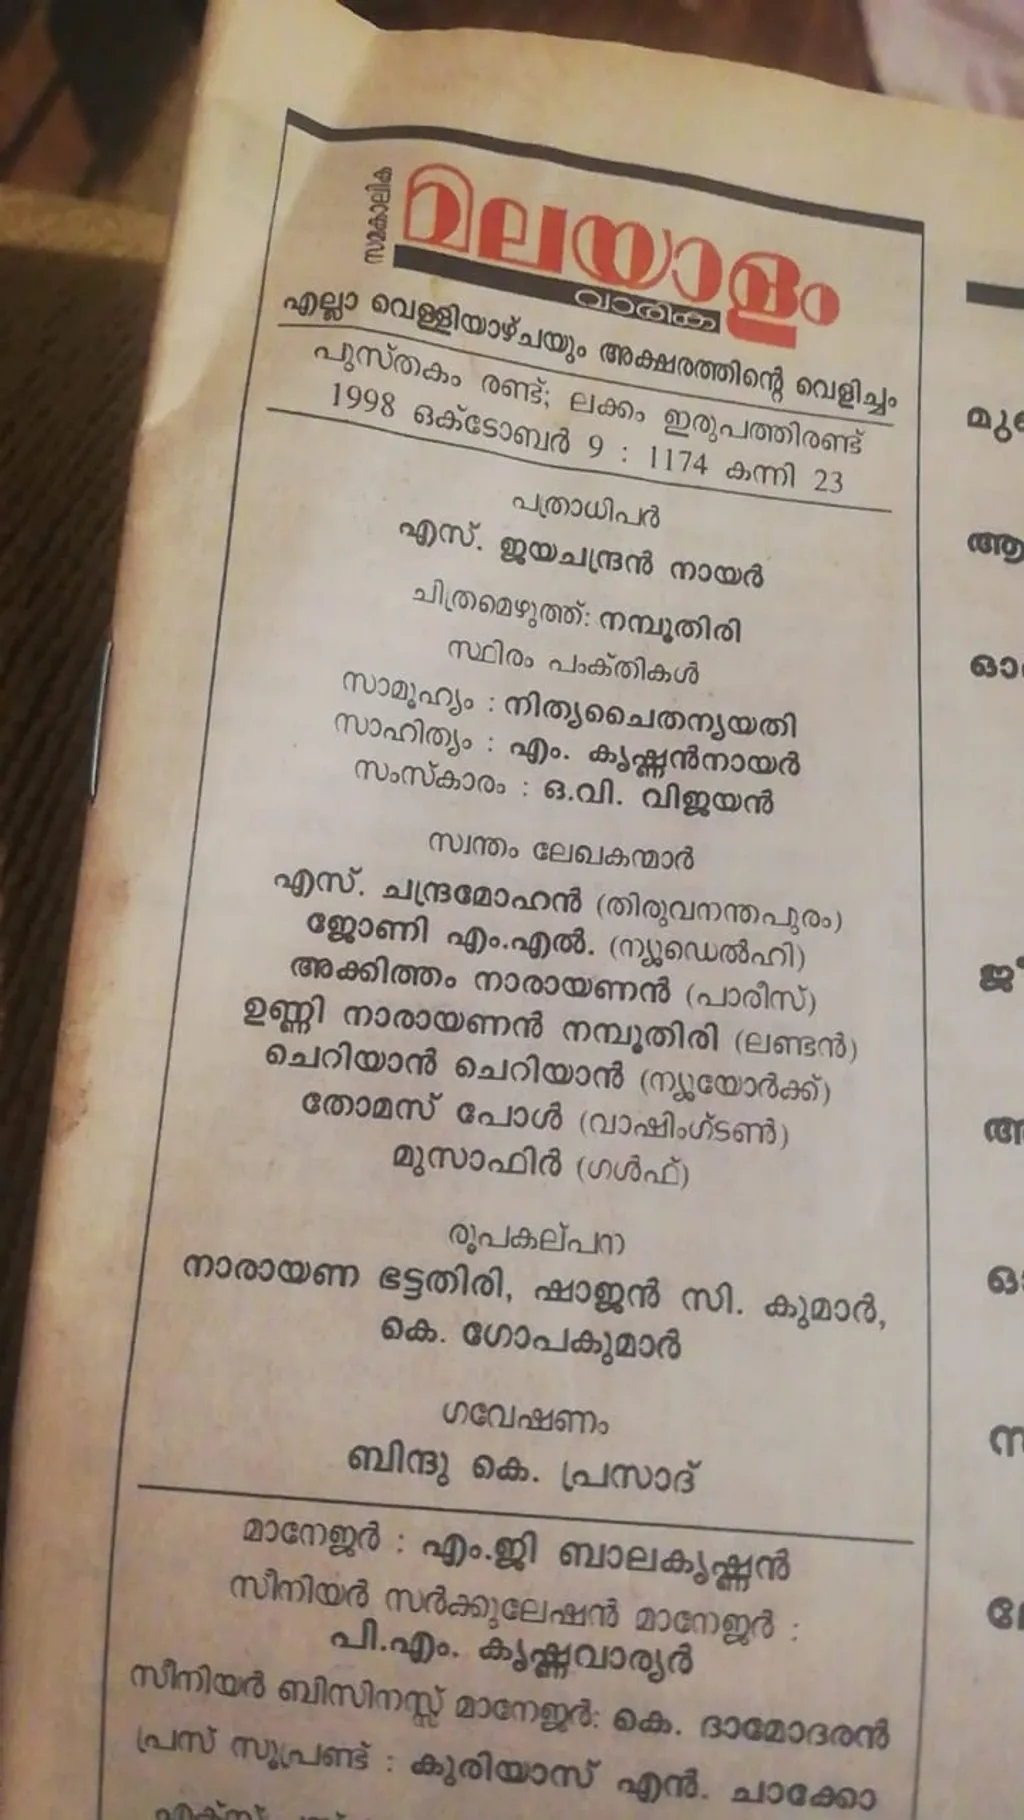 സമകാലിക
മലയാളം
വാരിക
എല്ലാ വെള്ളിയാഴ്ചയും അക്ഷരത്തിന്റെ വെളിച്ചം
പുസ്തകം രണ്ട്; ലക്കം ഇരുപത്തിരണ്ട്
1998 ഒക്ടോബർ 9 : 1174 കന്നി 23
പത്രാധിപർ
എസ്. ജയചന്ദ്രൻ നായർ
ചിത്രമെഴുത്ത്: നമ്പൂതിരി
സ്ഥിരം പംക്തികൾ
സാമൂഹ്യം : നിത്യചൈതന്യയതി
സാഹിത്യം : എം. കൃഷ്ണൻനായർ
സംസ്കാരം : ഒ.വി. വിജയൻ
സ്വന്തം ലേഖകന്മാർ
എസ്. ചന്ദ്രമോഹൻ (തിരുവനന്തപുരം)
ജോണി എം.എൽ. (ന്യൂഡെൽഹി)
അക്കിത്തം നാരായണൻ (പാരീസ്)
ഉണ്ണി നാരായണൻ നമ്പൂതിരി (ലണ്ടൻ)
ചെറിയാൻ ചെറിയാൻ (ന്യൂയോർക്ക്)
തോമസ് പോൾ (വാഷിംഗ്ടൺ)
മുസാഫിർ (ഗൾഫ്)
രൂപകല്പന
നാരായണ ഭട്ടതിരി, ഷാജൻ സി. കുമാർ,
കെ. ഗോപകുമാർ
ഗവേഷണം
ബിന്ദു കെ. പ്രസാദ്
മാനേജർ : എം.ജി ബാലകൃഷ്ണൻ
സീനിയർ സർക്കുലേഷൻ മാനേജർ :
പി.എം. കൃഷ്ണവാര്യർ
സീനിയർ ബിസിനസ്സ് മാനേജർ: കെ. ദാമോദരൻ
പ്രസ് സൂപ്രണ്ട് : കുരിയാസ് എൻ. ചാക്കോ